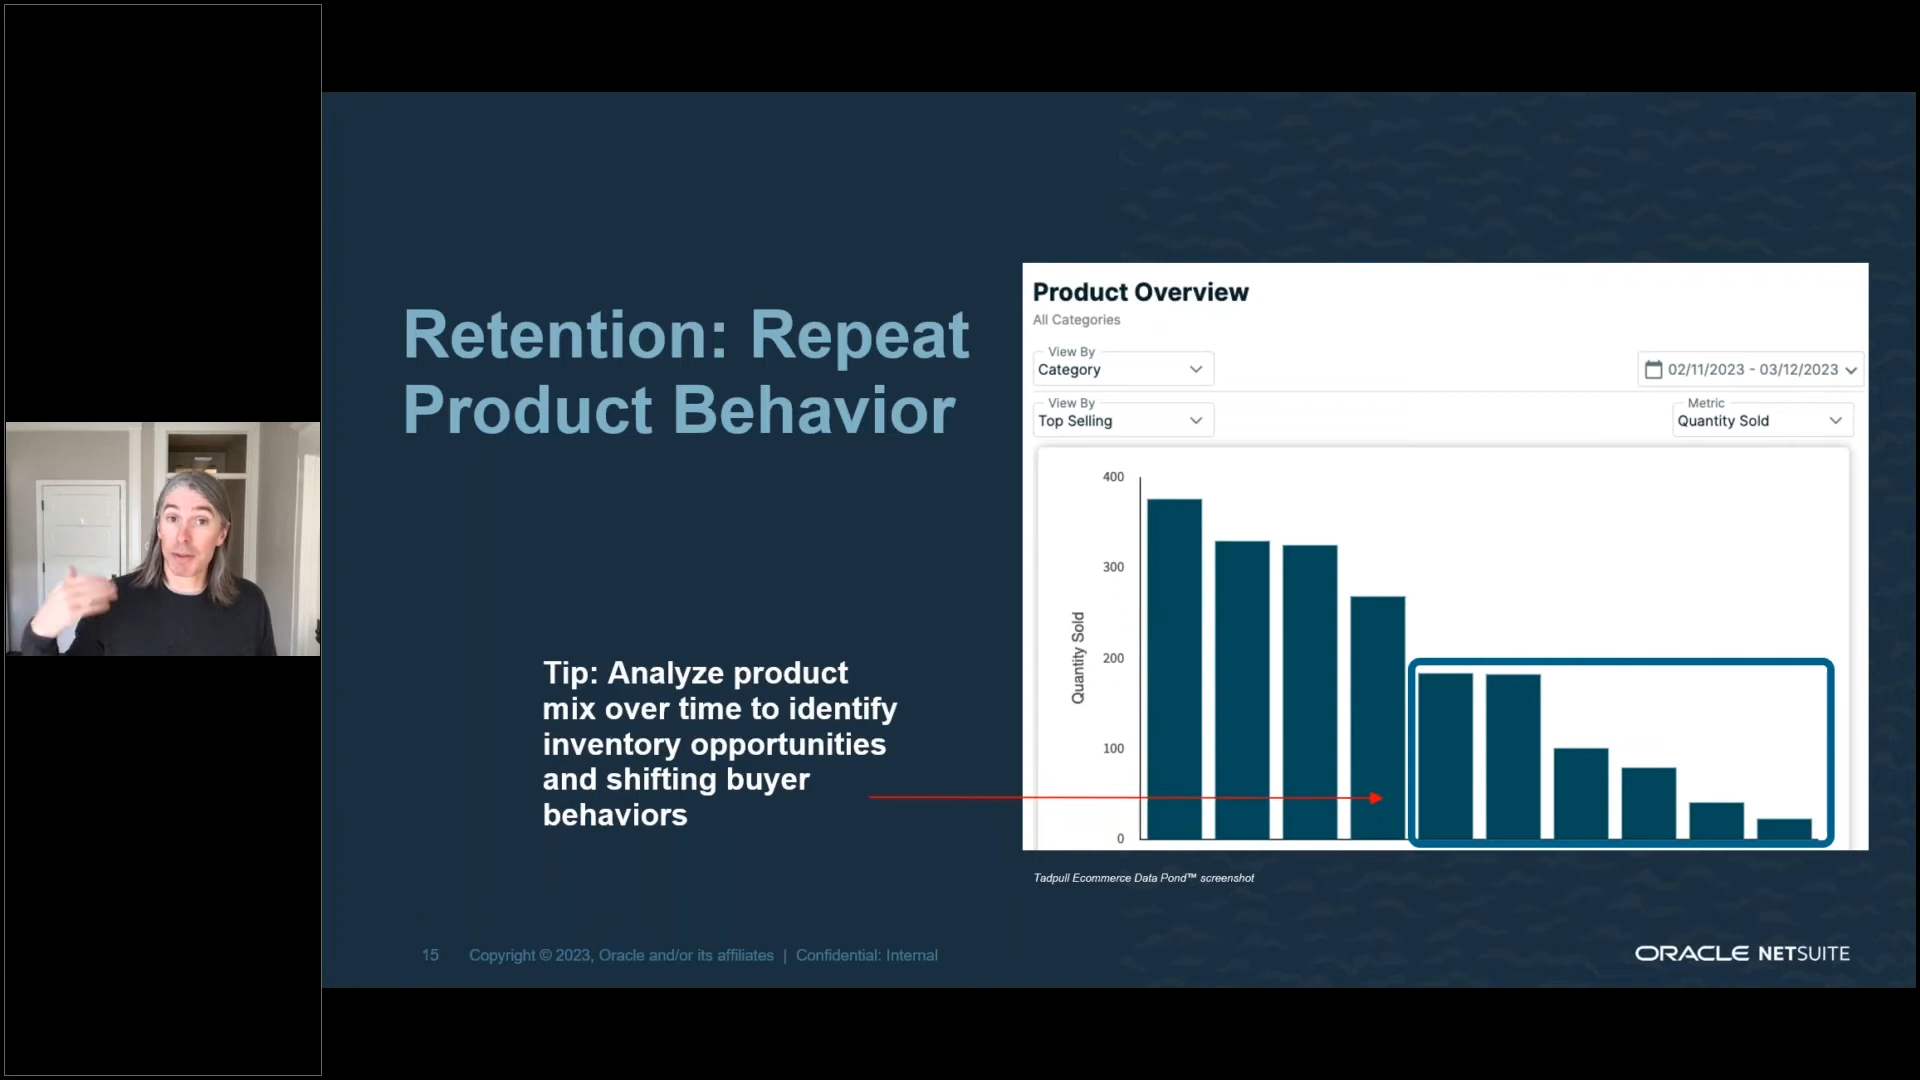 Retention: Repeat
Product Behavior
Tip: Analyze product
mix over time to identify
inventory opportunities
and shifting buyer
behaviors
Product Overview
All Categories
View By
Category
02/11/2023 - 03/12/2023
View By
Top Selling
Metric
Quantity Sold
400
300
200
100
0
Quantity Sold
Tadpull Ecommerce Data Pond™ screenshot
15 Copyright © 2023, Oracle and/or its affiliates | Confidential: Internal
ORACLE NETSUITE